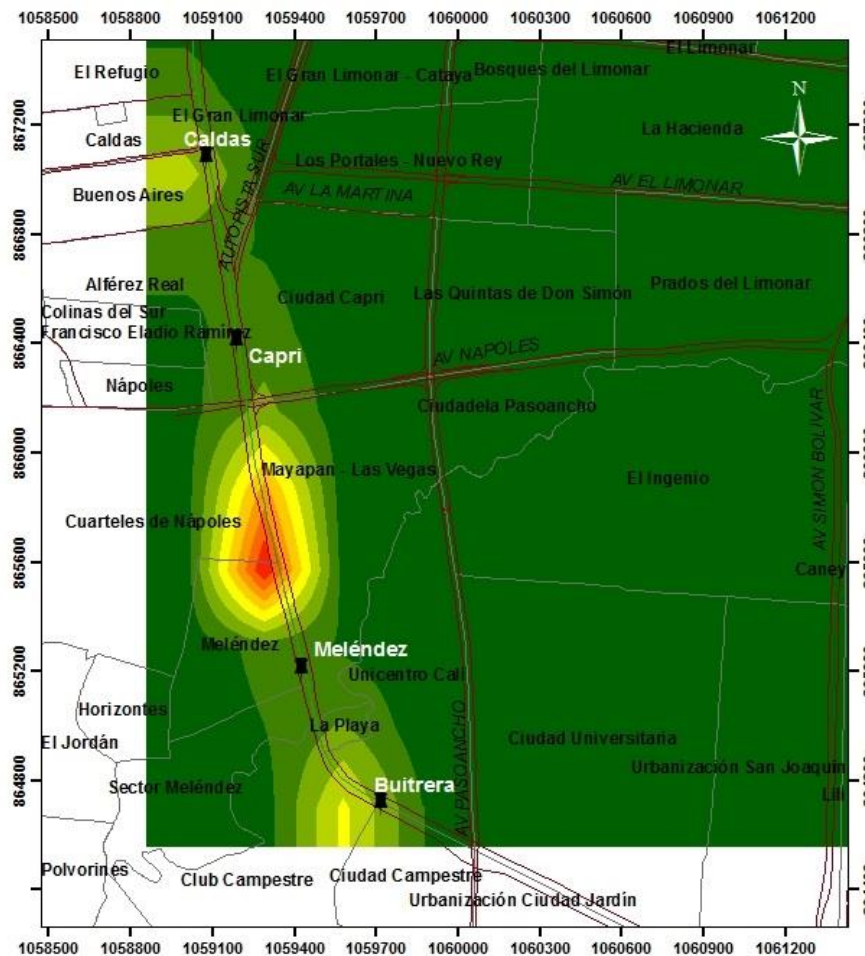 1058500 1058800 1059100 1059400 1059700 1060000 1060300 1060600 1060900 1061200
El Limonar
El Refugio
El Gran Limonar - Cataya
Bosques del Limonar
N
867200
El Gran Limonar
La Hacienda
Caldas
Caldas
Los Portales - Nuevo Rey
AV EL LIMONAR
Buenos Aires
AV LA MARTINA
AUTOPISTA SUR
866800
Alférez Real
Ciudad Capri
Las Quintas de Don Simón
Prados del Limonar
Colinas del Sur
Francisco Eladio Ramírez
866400
Capri
AV NAPOLES
Nápoles
Ciudadela Pasoancho
AV SIMON BOLIVAR
866000
Mayapan - Las Vegas
El Ingenio
Cuarteles de Nápoles
865600
Caney
Meléndez
Meléndez
865200
Unicentro Cali
Horizontes
La Playa
AV PASOANCHO
El Jordán
Ciudad Universitaria
864800
Sector Meléndez
Buitrera
Urbanización San Joaquin
Lili
Polvorines
Club Campestre
Ciudad Campestre
Urbanización Ciudad Jardín
1058500 1058800 1059100 1059400 1059700 1060000 1060300 1060600 1060900 1061200